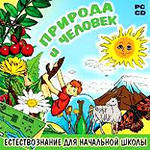 PC
CD
ПРИРОДА
И ЧЕЛОВЕК
ЕСТЕСТВОЗНАНИЕ ДЛЯ НАЧАЛЬНОЙ ШКОЛЫ